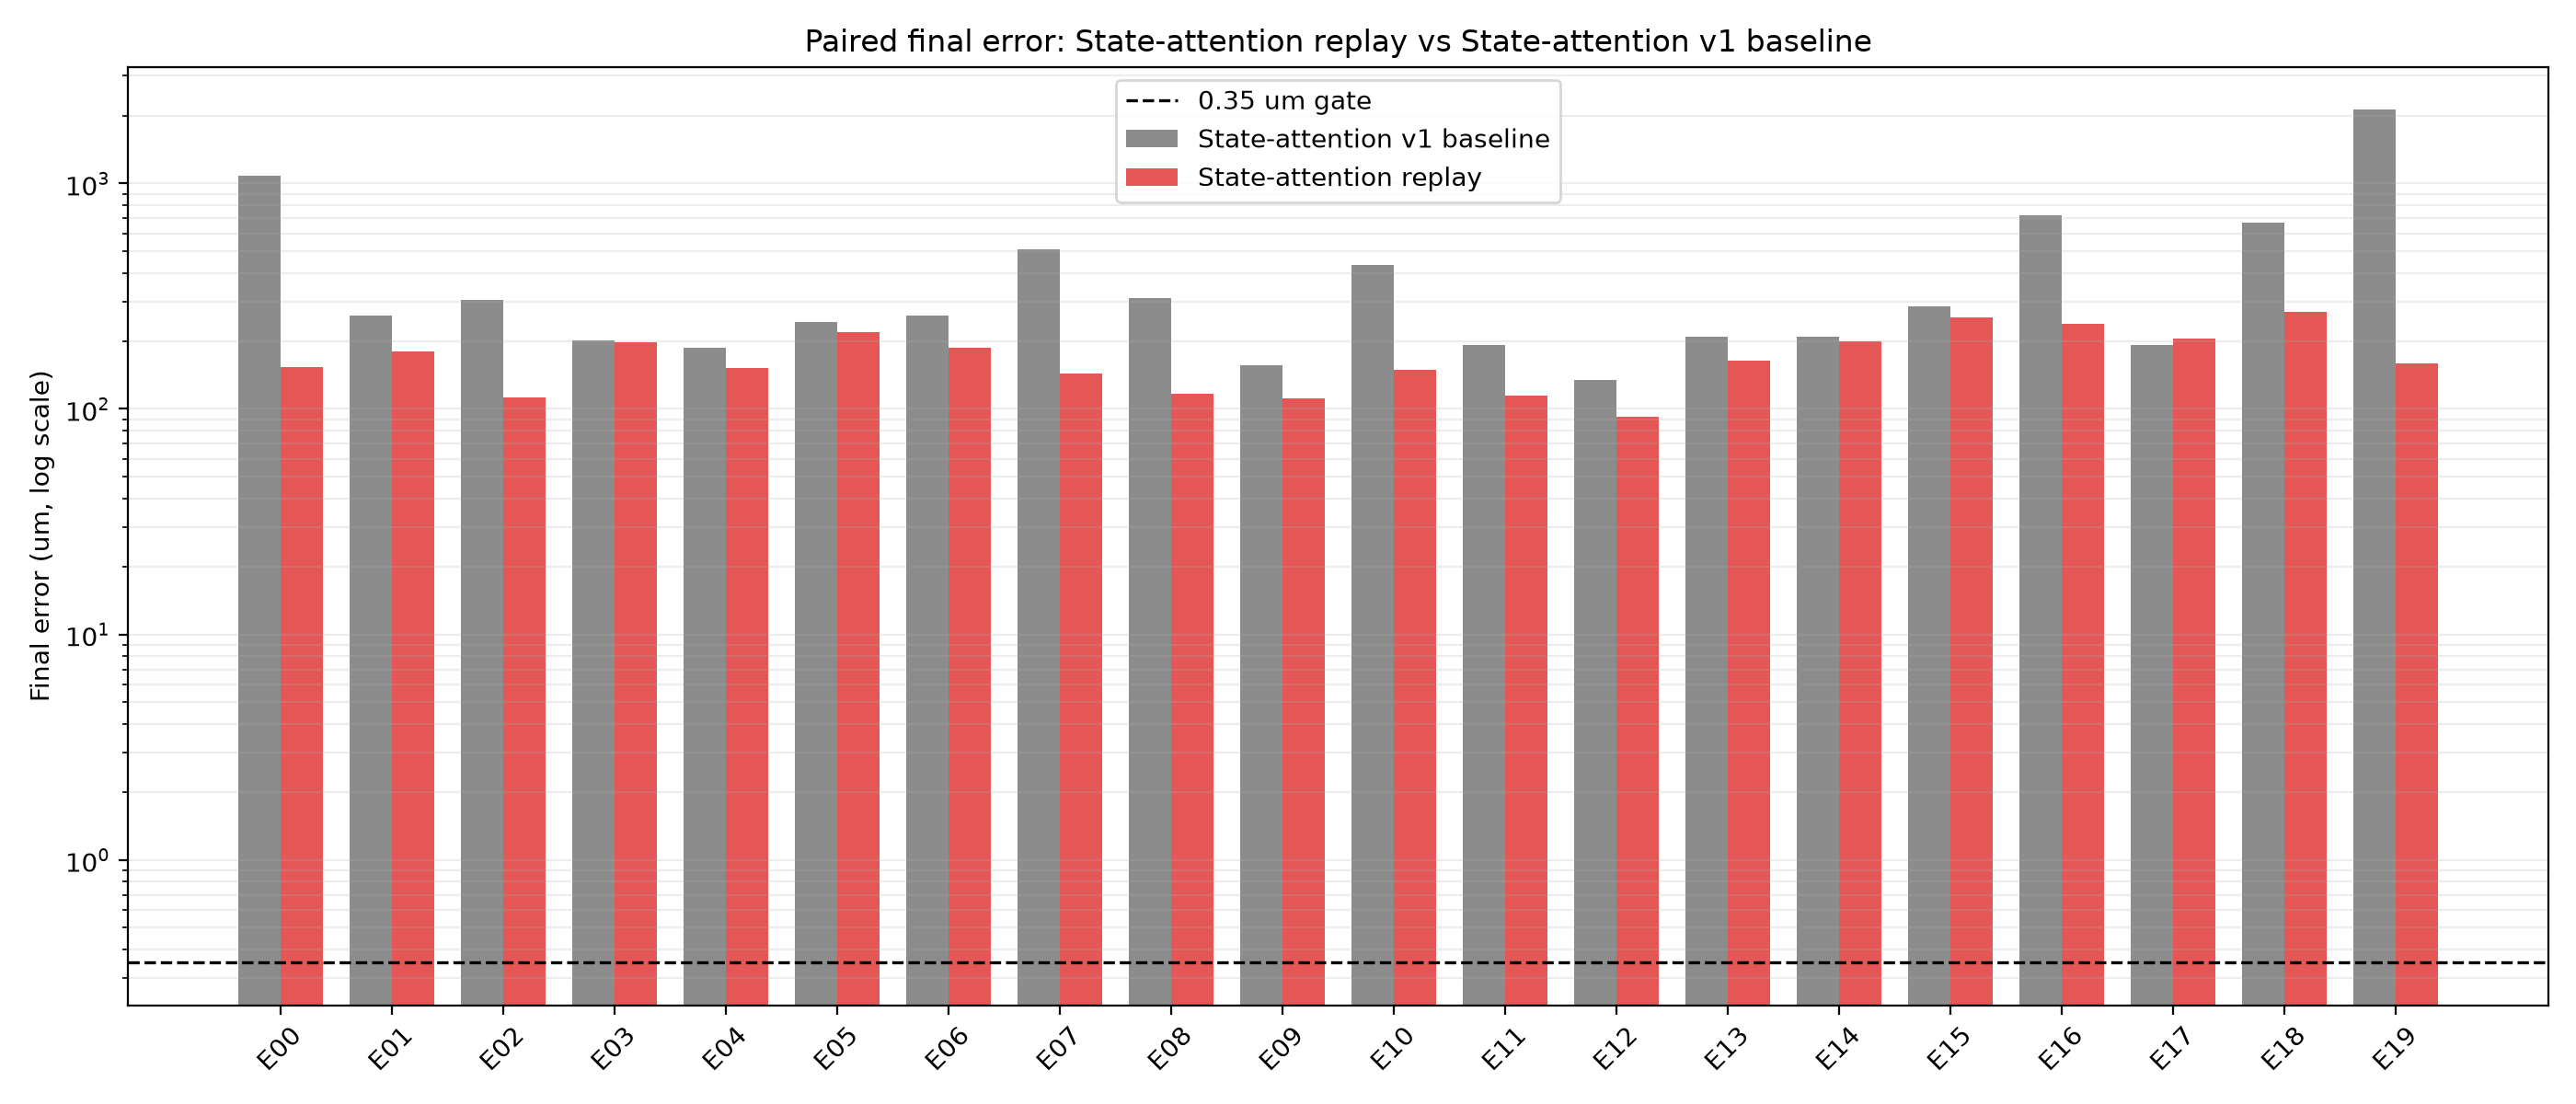 Paired final error: State-attention replay vs State-attention v1 baseline
0.35 um gate
State-attention v1 baseline
State-attention replay
Final error (um, log scale)
10³
10²
10¹
10⁰
E00 E01 E02 E03 E04 E05 E06 E07 E08 E09 E10 E11 E12 E13 E14 E15 E16 E17 E18 E19